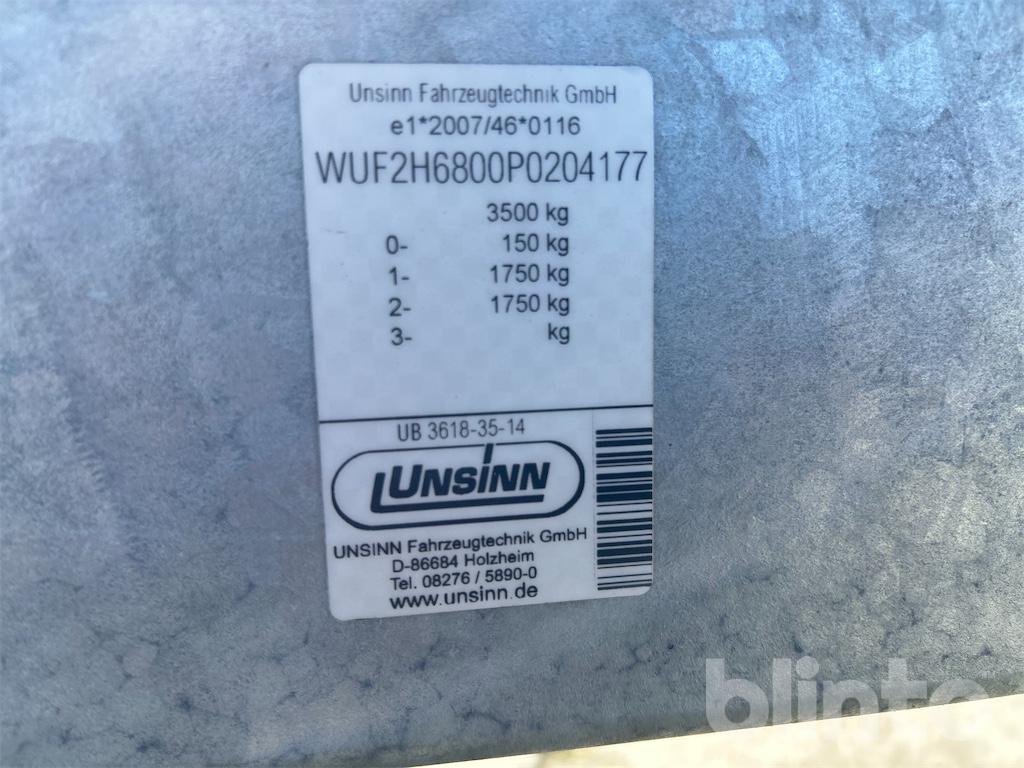 Unsinn Fahrzeugtechnik GmbH
e1*2007/46*0116
WUF2H6800P0204177
3500 kg
0- 150 kg
1- 1750 kg
2- 1750 kg
3- kg
UB 3618-35-14
UNSINN
UNSINN Fahrzeugtechnik GmbH
D-86684 Holzheim
Tel. 08276 / 5890-0
www.unsinn.de
blinto